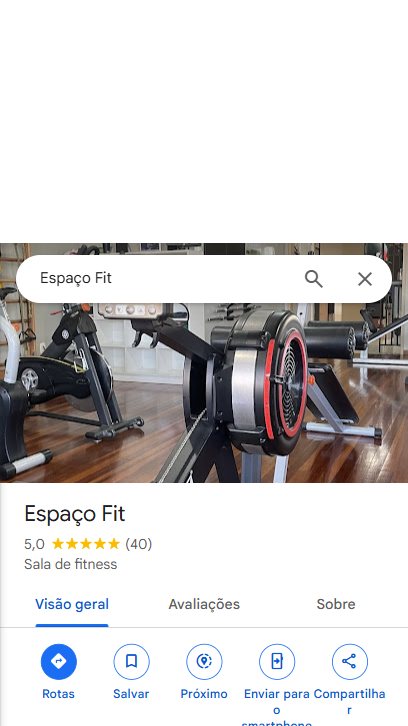 Espaço Fit
Espaço Fit
5,0 ★★★★★ (40)
Sala de fitness
Visão geral Avaliações Sobre
Rotas Salvar Próximo Enviar para o smartphone Compartilhar